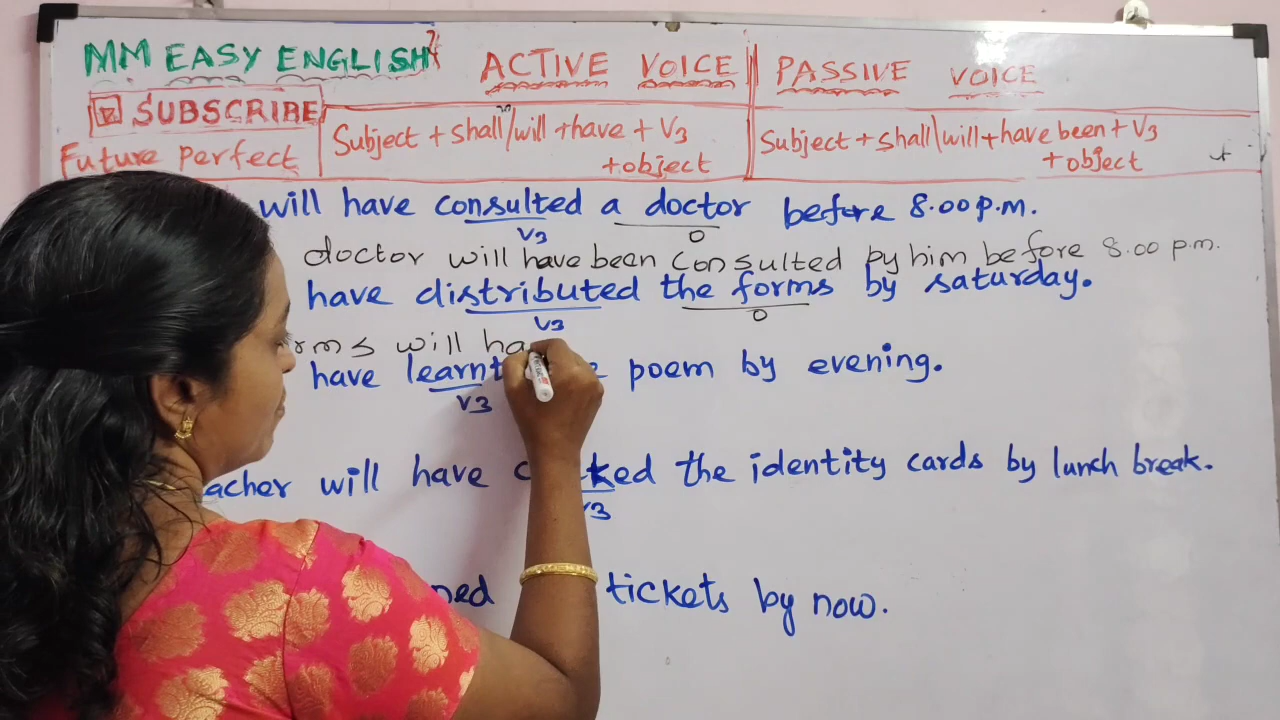 MM EASY ENGLISH
ACTIVE VOICE
PASSIVE VOICE
SUBSCRIBE
Future Perfect
Subject + shall/will + have + V3
+ object
Subject + shall\will + have been + V3
+ object
will have consulted a doctor before 8.00 p.m.
V3 O
doctor will have been consulted by him before 8.00 p.m.
have distributed the forms by saturday.
V3 O
rms will ha
have learnt poem by evening.
V3
acher will have the identity cards by lunch break.
V3
tickets by now.